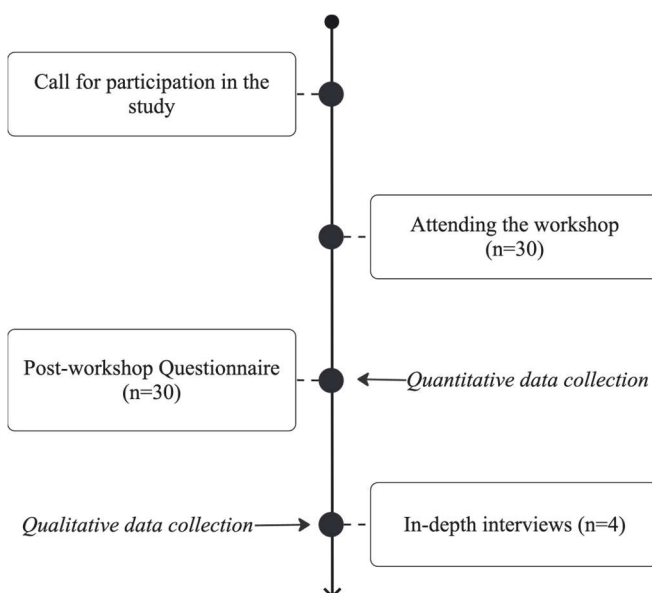 Call for participation in the
study
Attending the workshop
(n=30)
Post-workshop Questionnaire
(n=30)
Quantitative data collection
Qualitative data collection
In-depth interviews (n=4)